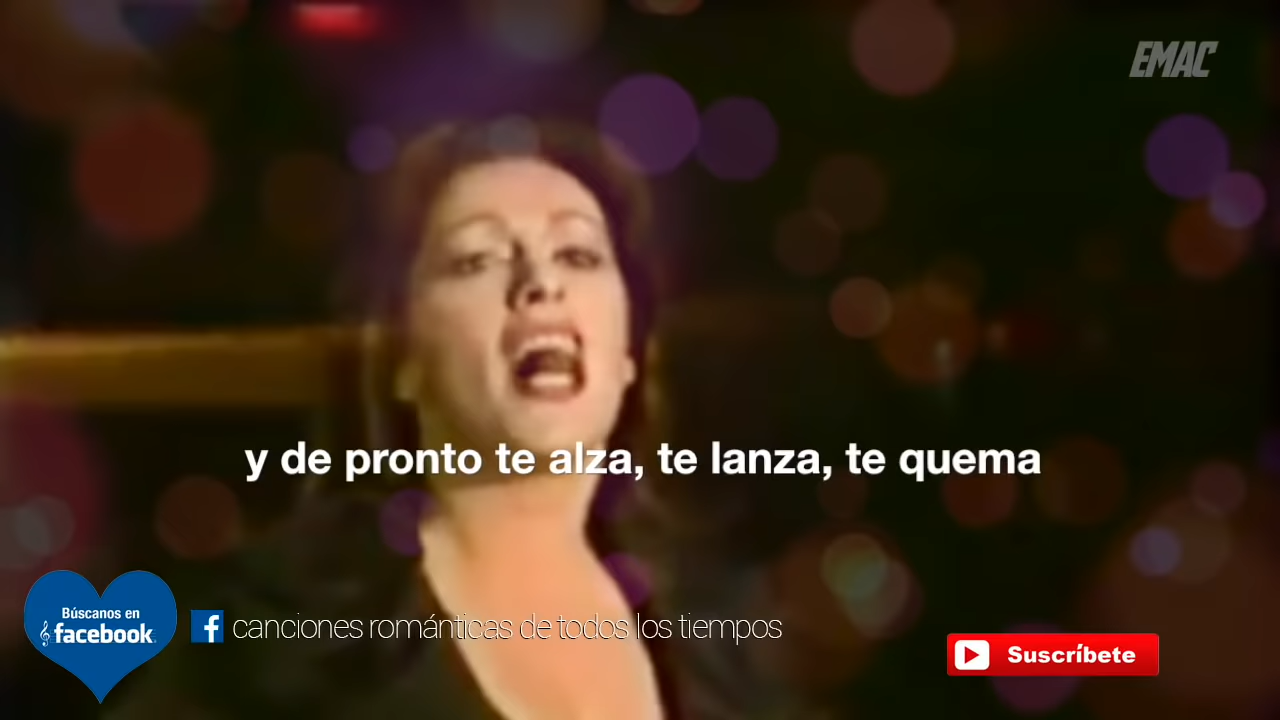 EMAC
y de pronto te alza, te lanza, te quema
Búscanos en
facebook
canciones románticas de todos los tiempos
Suscríbete